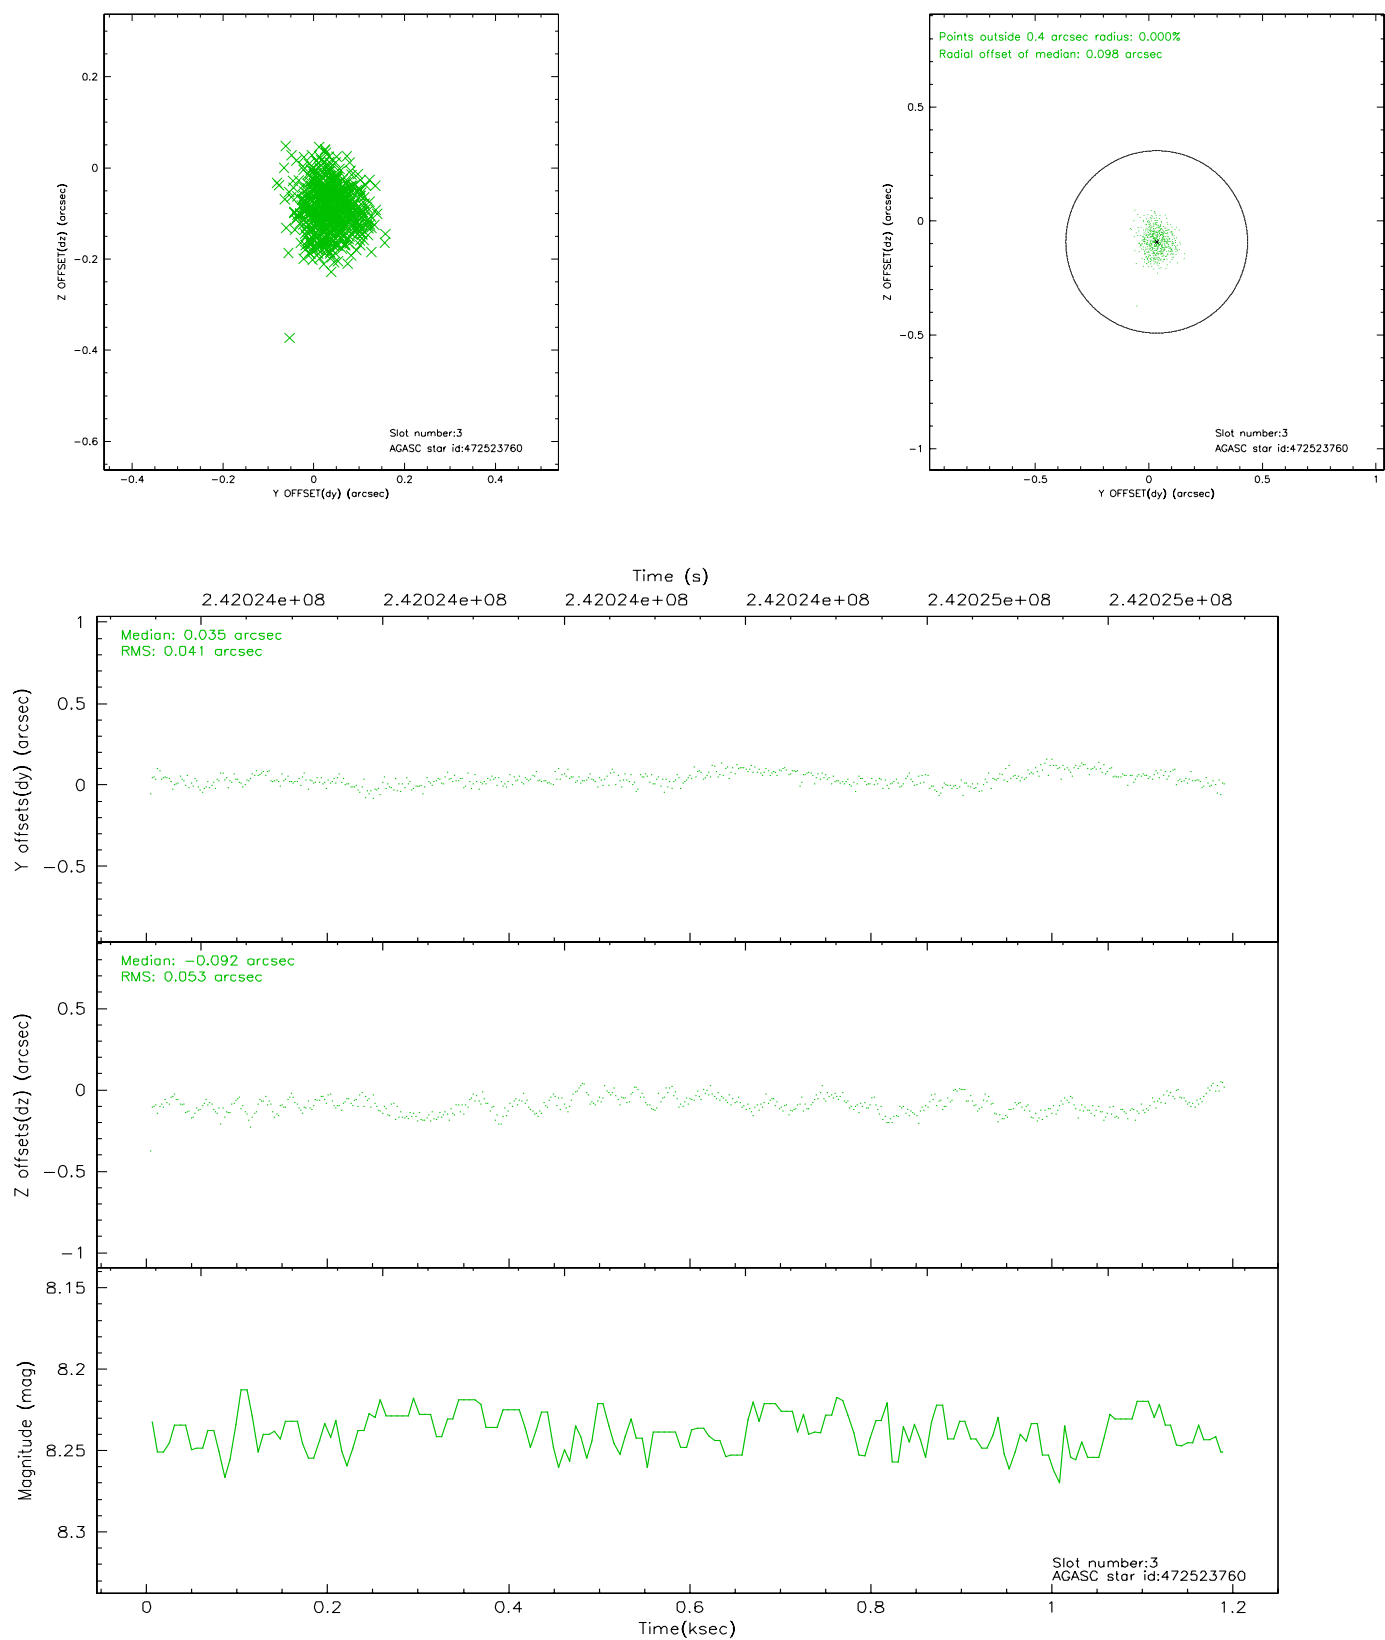 0.2
0
−0.2
−0.4
−0.6
Z OFFSET(dz) (arcsec)
Slot number:3
AGASC star id:472523760
−0.4 −0.2 0 0.2 0.4
Y OFFSET(dy) (arcsec)
Points outside 0.4 arcsec radius: 0.000%
Radial offset of median: 0.098 arcsec
0.5
0
−0.5
−1
Z OFFSET(dz) (arcsec)
Slot number:3
AGASC star id:472523760
−0.5 0 0.5 1
Y OFFSET(dy) (arcsec)
Time (s)
2.42024e+08 2.42024e+08 2.42024e+08 2.42024e+08 2.42025e+08 2.42025e+08
Median: 0.035 arcsec
RMS: 0.041 arcsec
1
0.5
0
−0.5
Y offsets(dy) (arcsec)
Median: −0.092 arcsec
RMS: 0.053 arcsec
0.5
0
−0.5
−1
Z offsets(dz) (arcsec)
8.15
8.2
8.25
8.3
Magnitude (mag)
Slot number:3
AGASC star id:472523760
0 0.2 0.4 0.6 0.8 1 1.2
Time(ksec)